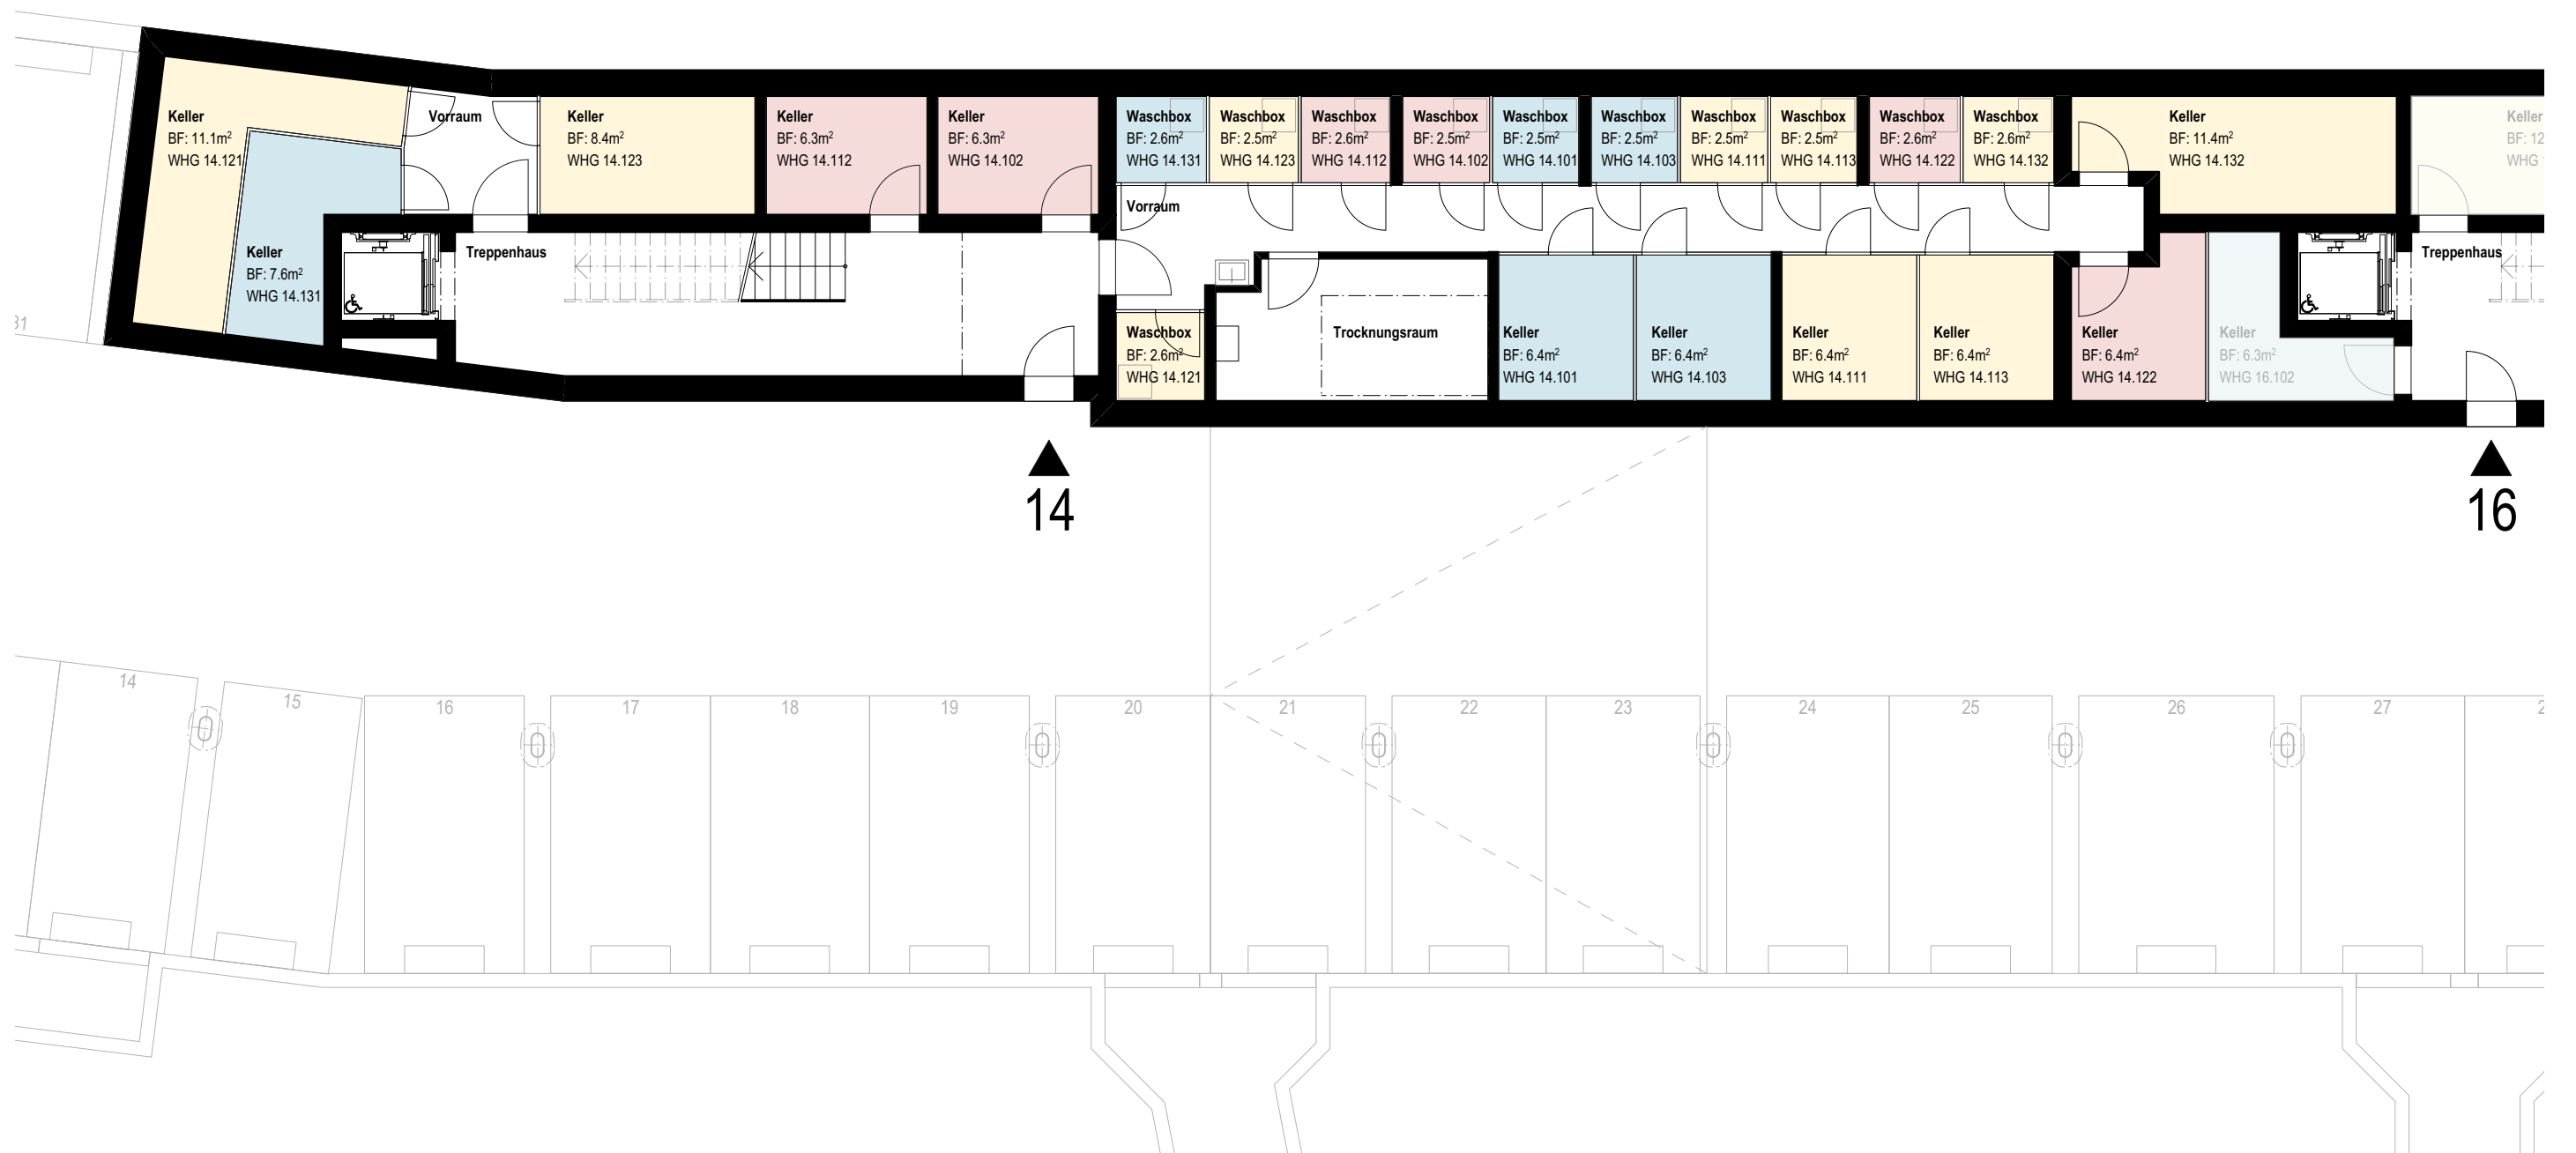 Keller
BF: 11.1m²
WHG 14.121
Vorraum
Keller
BF: 8.4m²
WHG 14.123
Keller
BF: 6.3m²
WHG 14.112
Keller
BF: 6.3m²
WHG 14.102
Waschbox
BF: 2.6m²
WHG 14.131
Waschbox
BF: 2.5m²
WHG 14.123
Waschbox
BF: 2.6m²
WHG 14.112
Waschbox
BF: 2.5m²
WHG 14.102
Waschbox
BF: 2.5m²
WHG 14.101
Waschbox
BF: 2.5m²
WHG 14.103
Waschbox
BF: 2.5m²
WHG 14.111
Waschbox
BF: 2.5m²
WHG 14.113
Waschbox
BF: 2.6m²
WHG 14.122
Waschbox
BF: 2.6m²
WHG 14.132
Keller
BF: 11.4m²
WHG 14.132
Keller
BF: 12
WHG
Vorraum
Keller
BF: 7.6m²
WHG 14.131
Treppenhaus
Treppenhaus
31
Waschbox
BF: 2.6m²
WHG 14.121
Trocknungsraum
Keller
BF: 6.4m²
WHG 14.101
Keller
BF: 6.4m²
WHG 14.103
Keller
BF: 6.4m²
WHG 14.111
Keller
BF: 6.4m²
WHG 14.113
Keller
BF: 6.4m²
WHG 14.122
Keller
BF: 6.3m²
WHG 16.102
14
16
14
15
16
17
18
19
20
21
22
23
24
25
26
27
2